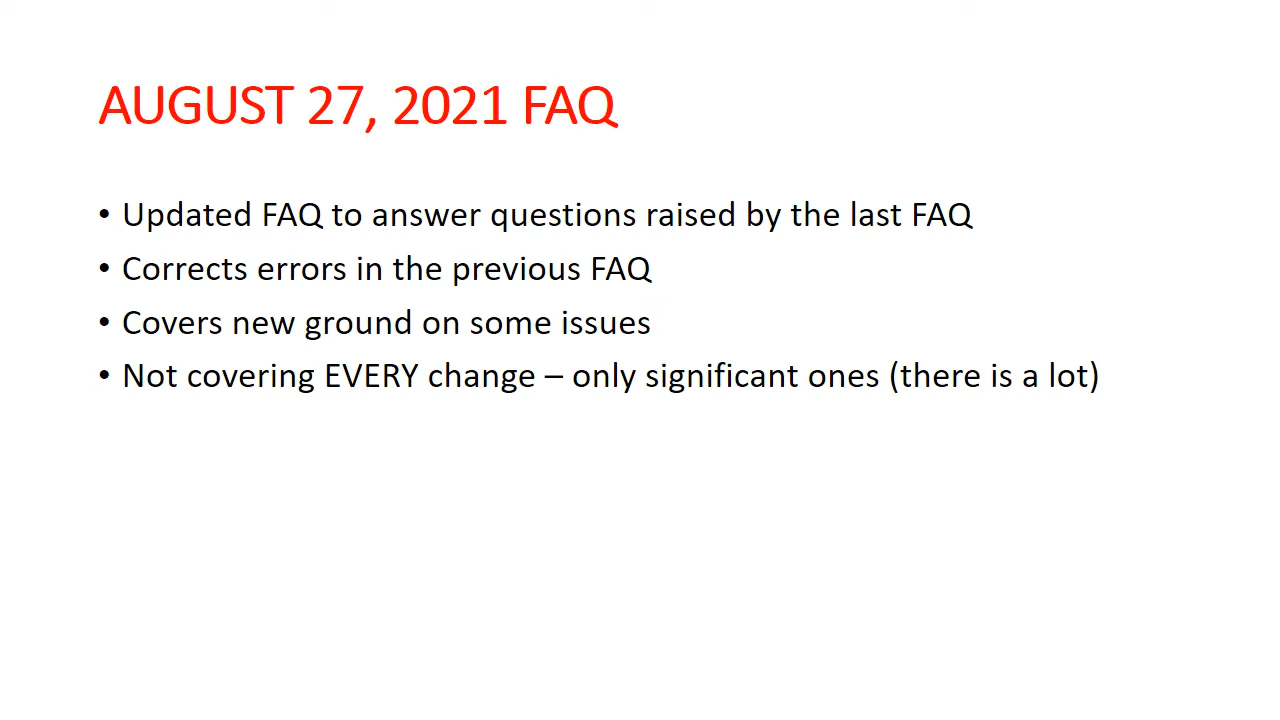 AUGUST 27, 2021 FAQ
• Updated FAQ to answer questions raised by the last FAQ
• Corrects errors in the previous FAQ
• Covers new ground on some issues
• Not covering EVERY change – only significant ones (there is a lot)